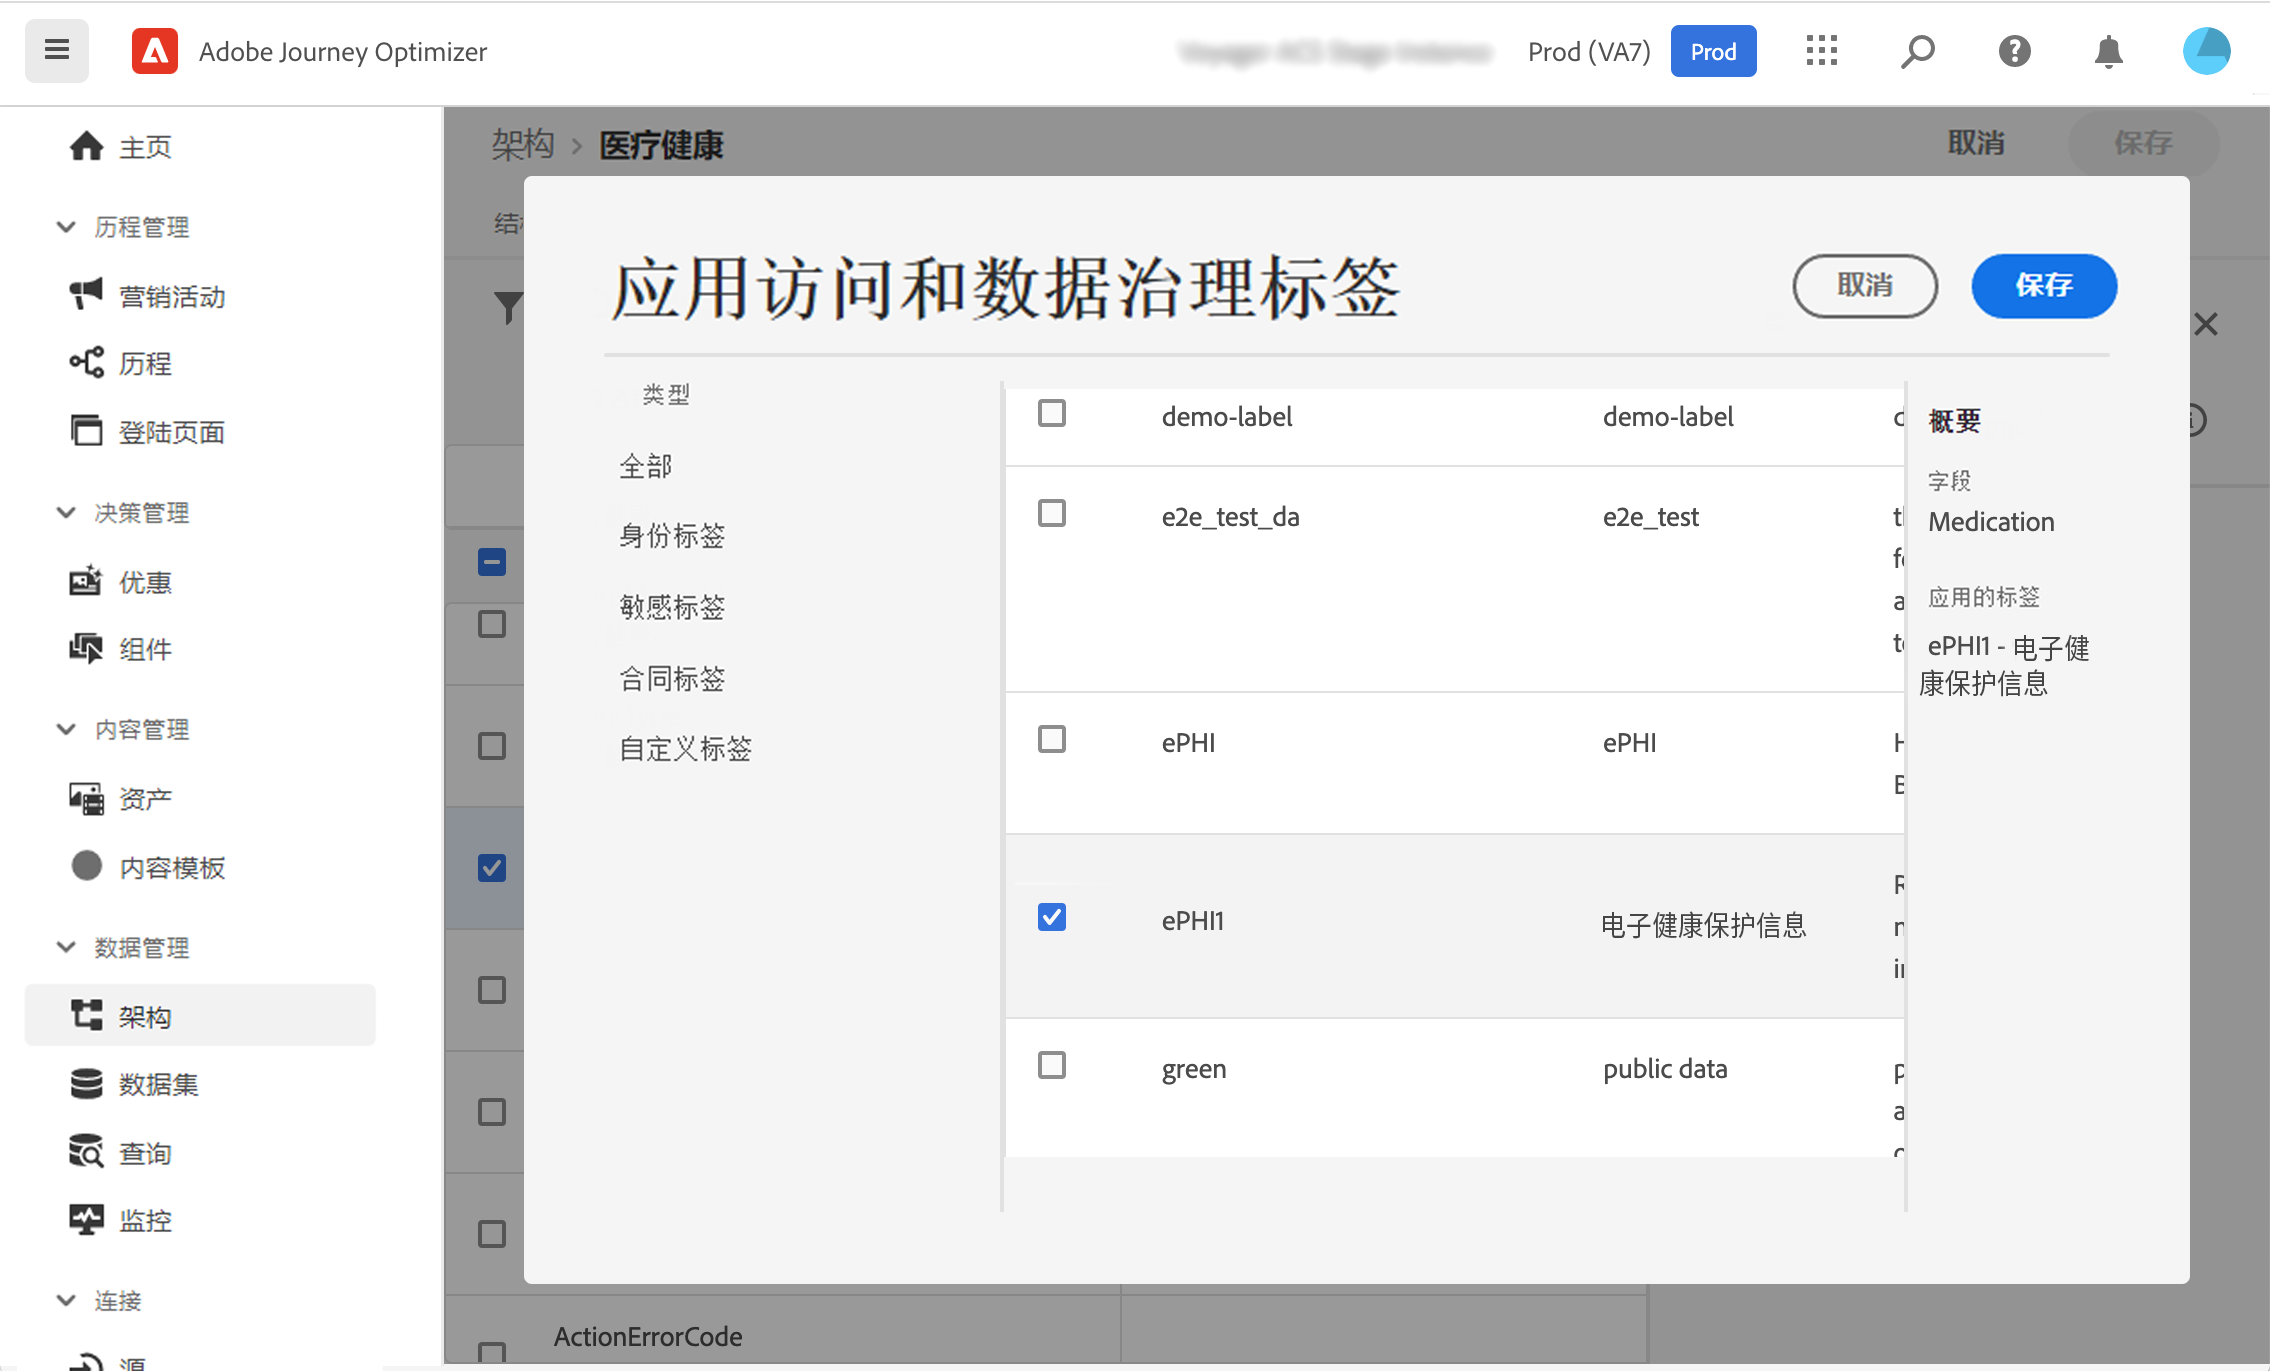 Adobe Journey Optimizer
Prod (VA7)
Prod
主页
历程管理
营销活动
历程
登陆页面
决策管理
优惠
组件
内容管理
资产
内容模板
数据管理
架构
数据集
查询
监控
连接
源
架构 > 医疗健康
取消
保存
应用访问和数据治理标签
取消
保存
类型
全部
身份标签
敏感标签
合同标签
自定义标签
demo-label demo-label
e2e_test_da e2e_test
ePHI ePHI
ePHI1 电子健康保护信息
green public data
概要
字段
Medication
应用的标签
ePHI1 - 电子健
康保护信息
ActionErrorCode